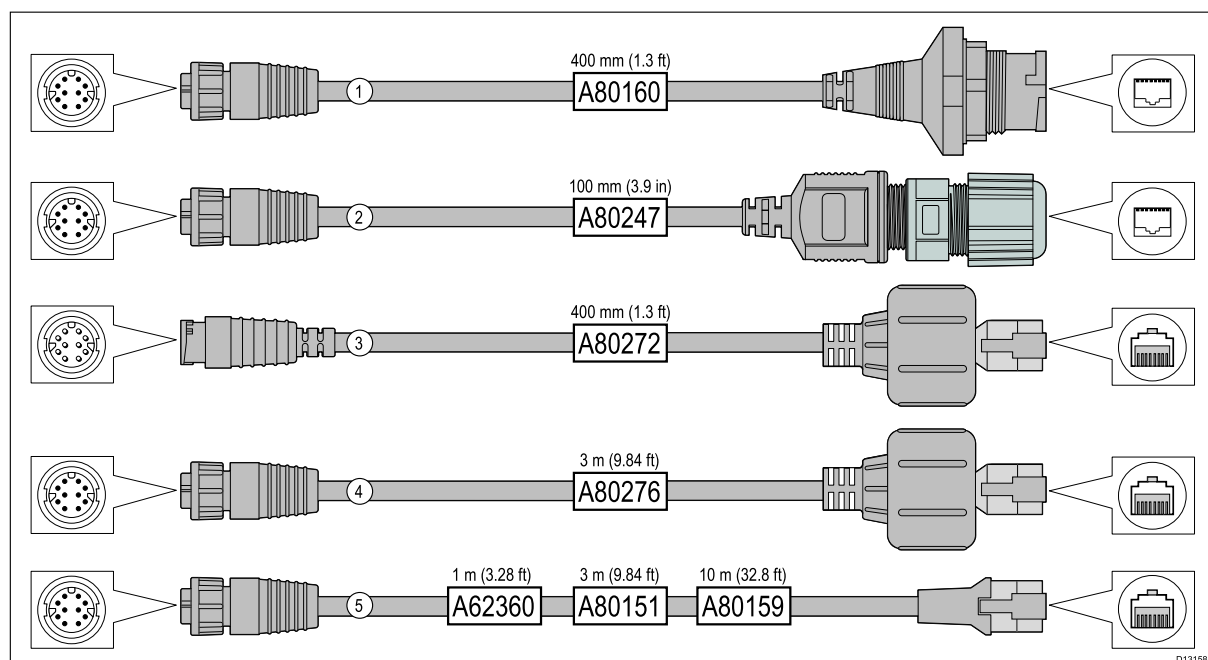 400 mm (1.3 ft)
1
A80160
100 mm (3.9 in)
2
A80247
400 mm (1.3 ft)
3
A80272
3 m (9.84 ft)
4
A80276
1 m (3.28 ft) 3 m (9.84 ft) 10 m (32.8 ft)
5
A62360 A80151 A80159
D13158